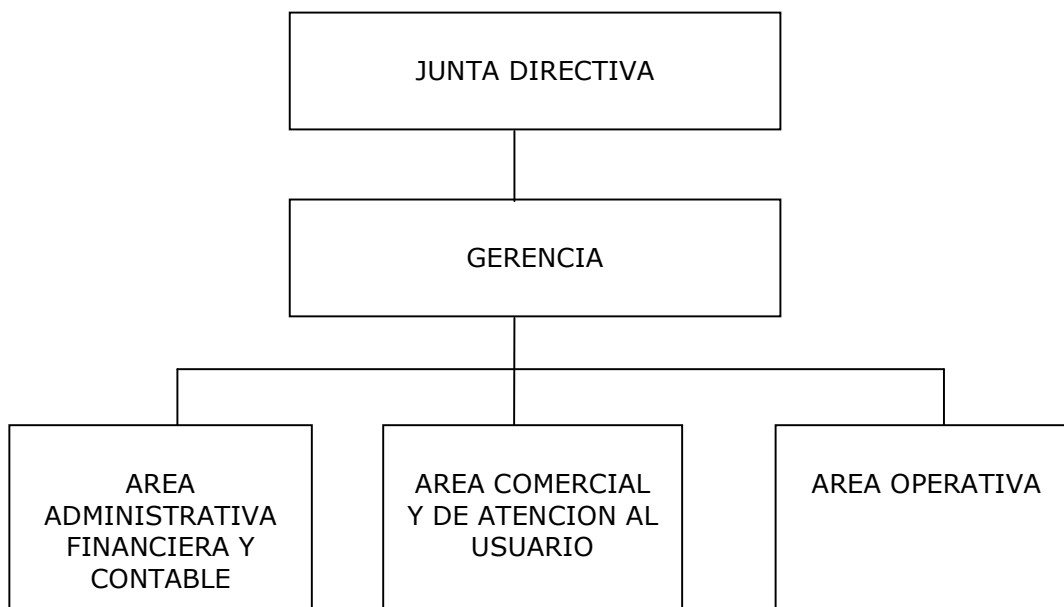 JUNTA DIRECTIVA
GERENCIA
AREA
ADMINISTRATIVA
FINANCIERA Y
CONTABLE
AREA COMERCIAL
Y DE ATENCION AL
USUARIO
AREA OPERATIVA